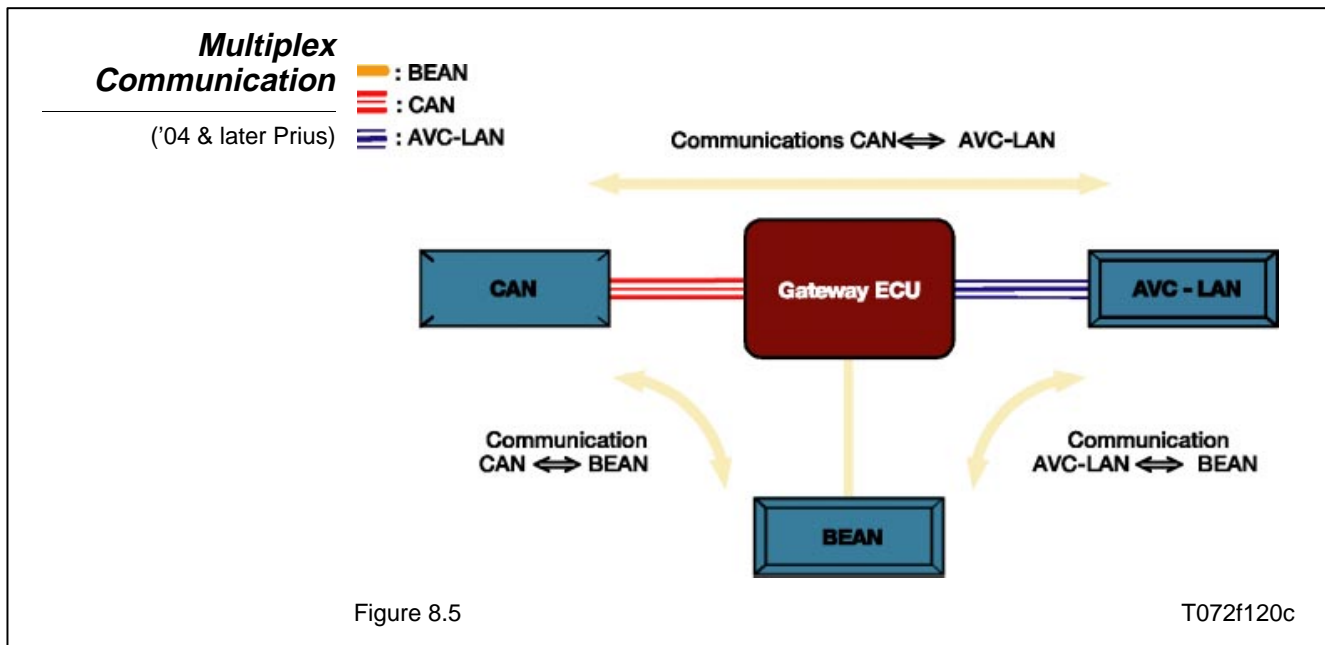 Multiplex
Communication
('04 & later Prius)
: BEAN
: CAN
: AVC-LAN
Communications CAN⟺ AVC-LAN
CAN
Gateway ECU
AVC - LAN
Communication
CAN ⟺ BEAN
Communication
AVC-LAN ⟺ BEAN
BEAN
Figure 8.5
T072f120c